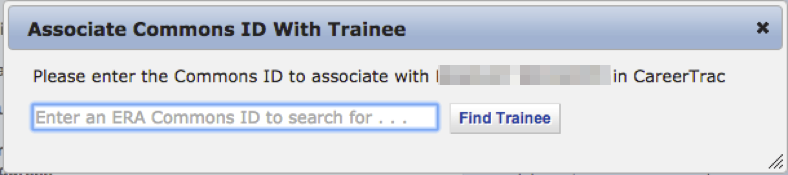 Associate Commons ID With Trainee
Please enter the Commons ID to associate with in CareerTrac
Enter an ERA Commons ID to search for . . .
Find Trainee